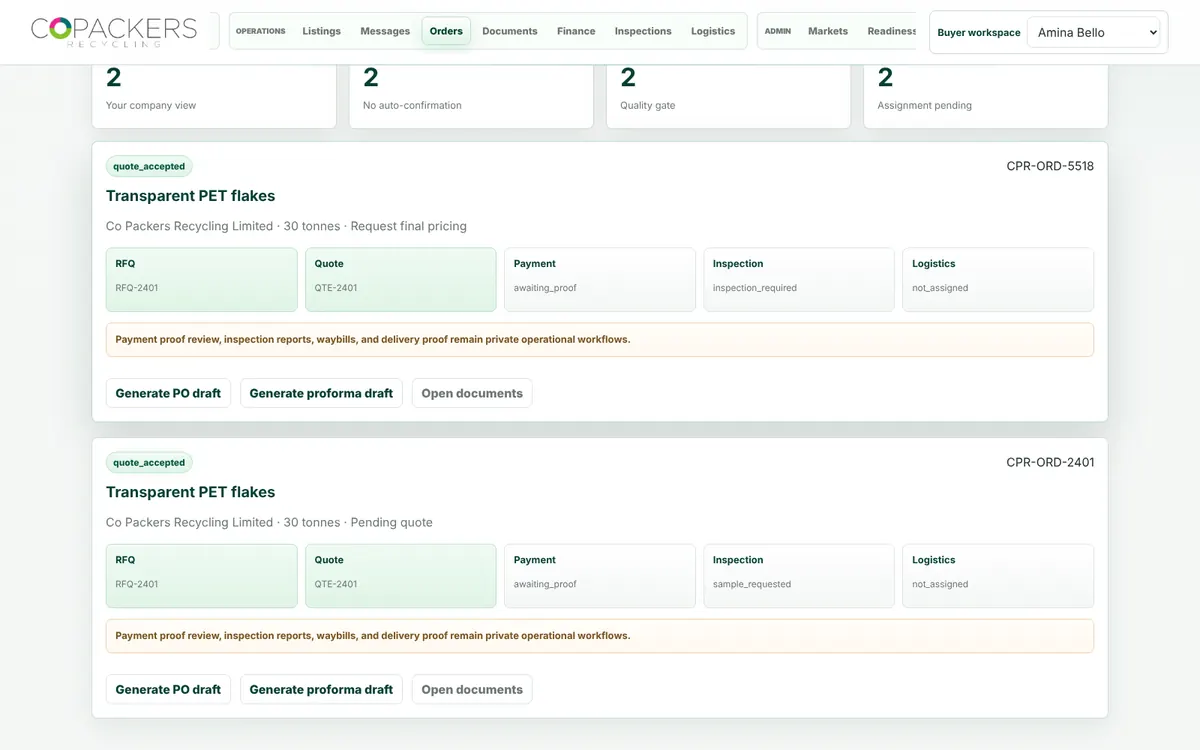 COPACKERS
RECYCLING
OPERATIONS
Listings
Messages
Orders
Documents
Finance
Inspections
Logistics
ADMIN
Markets
Readiness
Buyer workspace
Amina Bello
2
Your company view
2
No auto-confirmation
2
Quality gate
2
Assignment pending
quote_accepted
CPR-ORD-5518
Transparent PET flakes
Co Packers Recycling Limited · 30 tonnes · Request final pricing
RFQ
RFQ-2401
Quote
QTE-2401
Payment
awaiting_proof
Inspection
inspection_required
Logistics
not_assigned
Payment proof review, inspection reports, waybills, and delivery proof remain private operational workflows.
Generate PO draft
Generate proforma draft
Open documents
quote_accepted
CPR-ORD-2401
Transparent PET flakes
Co Packers Recycling Limited · 30 tonnes · Pending quote
RFQ
RFQ-2401
Quote
QTE-2401
Payment
awaiting_proof
Inspection
sample_requested
Logistics
not_assigned
Payment proof review, inspection reports, waybills, and delivery proof remain private operational workflows.
Generate PO draft
Generate proforma draft
Open documents